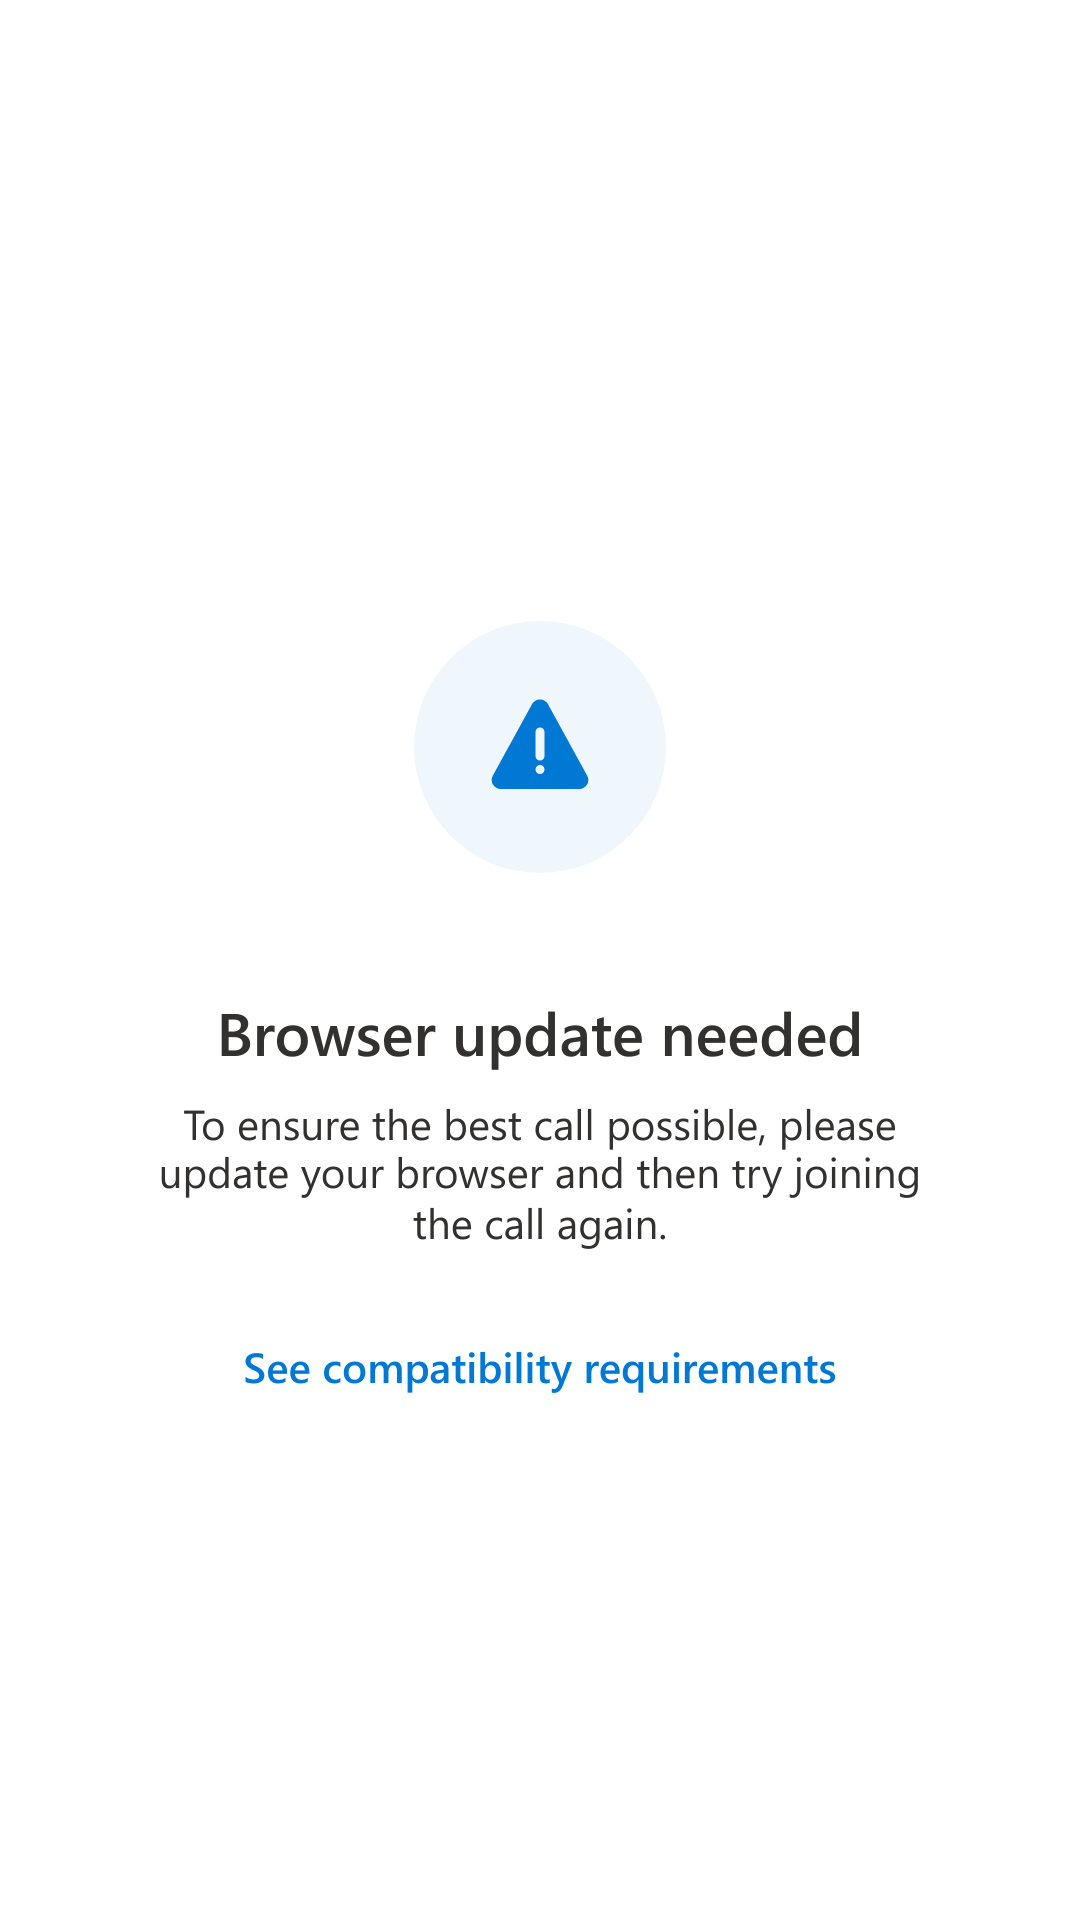 Browser update needed
To ensure the best call possible, please
update your browser and then try joining
the call again.
See compatibility requirements